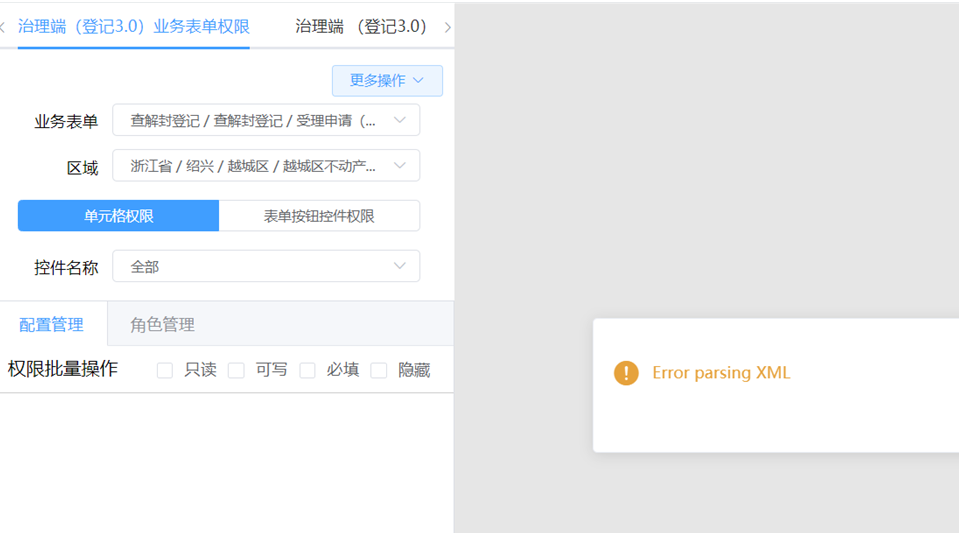 治理端（登记3.0）业务表单权限 治理端 （登记3.0）
更多操作
业务表单 查解封登记 / 查解封登记 / 受理申请（...
区域 浙江省 / 绍兴 / 越城区 / 越城区不动产...
单元格权限 表单按钮控件权限
控件名称 全部
配置管理 角色管理
权限批量操作 只读 可写 必填 隐藏
Error parsing XML